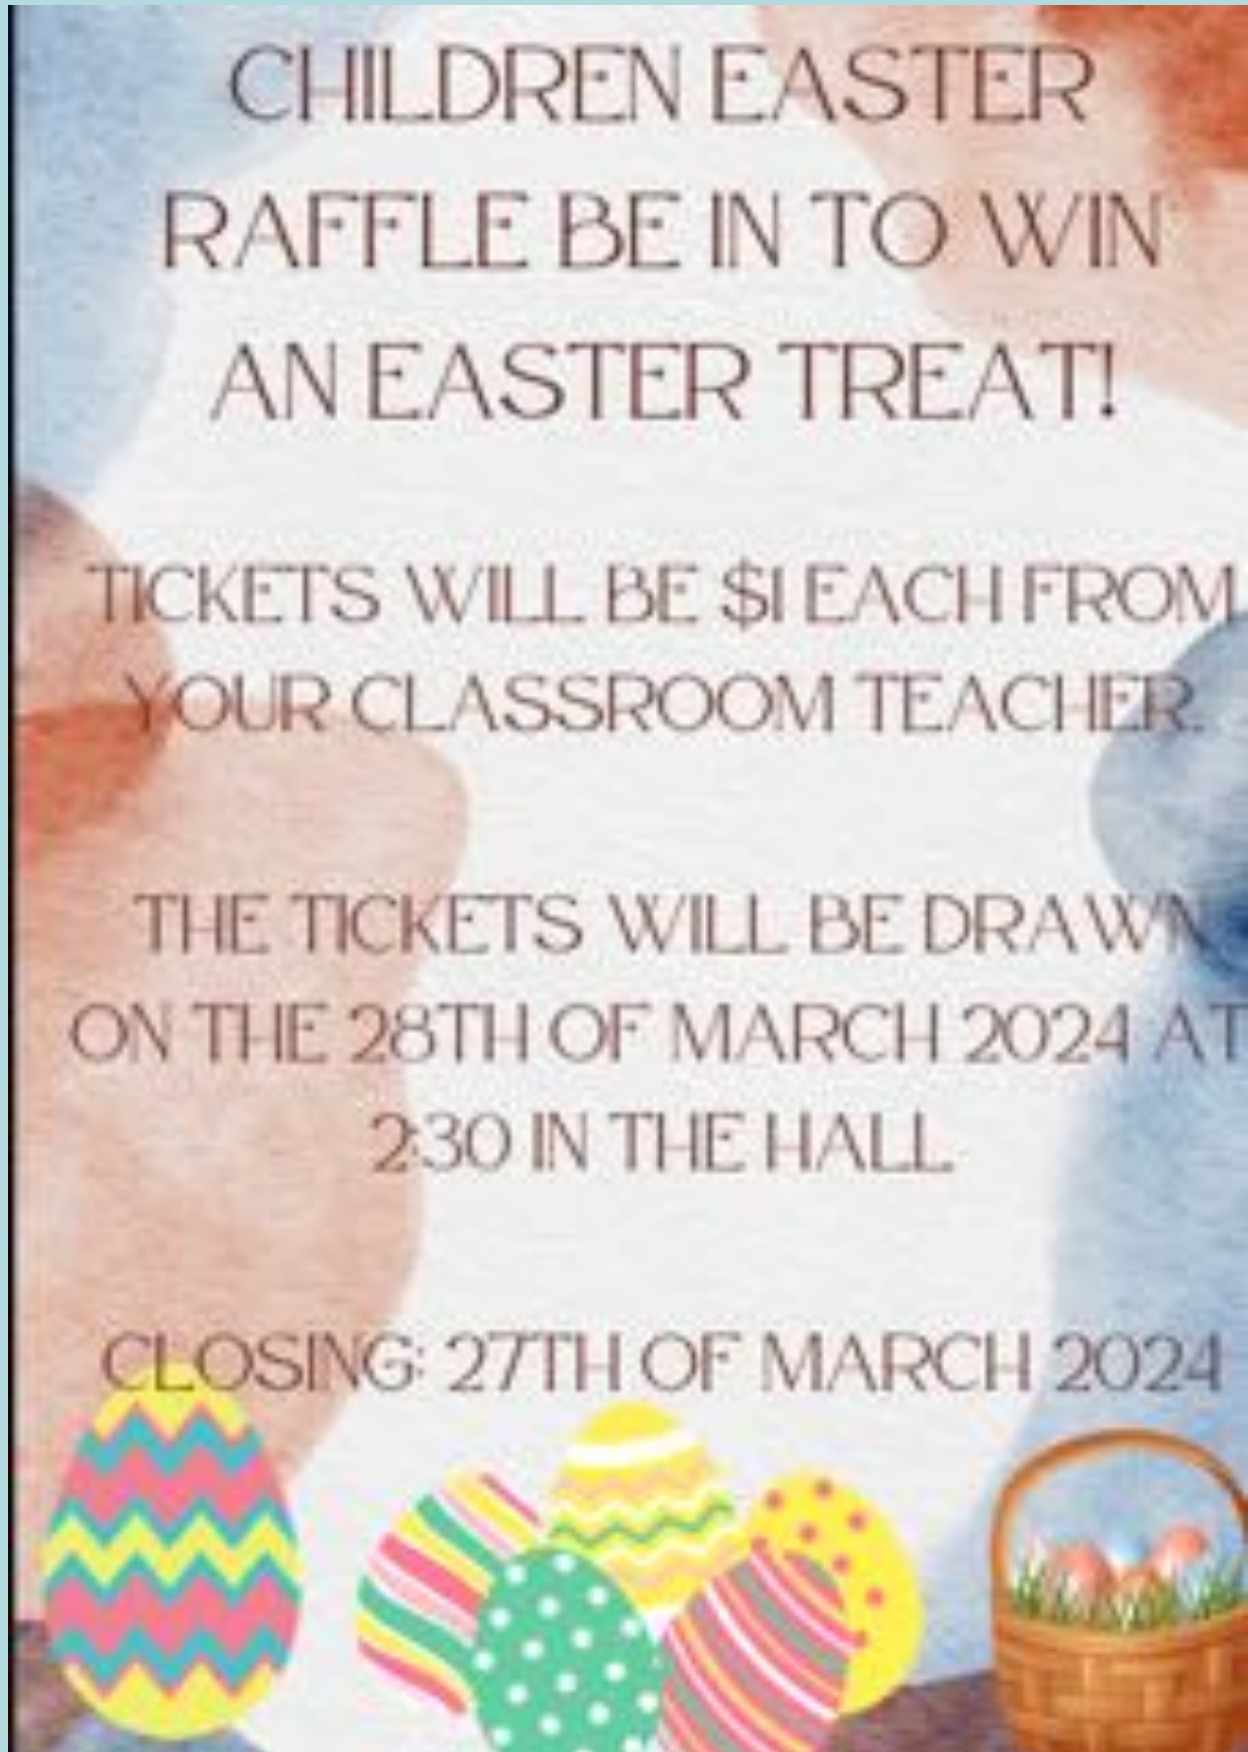 CHILDREN EASTER
RAFFLE BE IN TO WIN
AN EASTER TREAT!
TICKETS WILL BE $1 EACH FROM
YOUR CLASSROOM TEACHER.
THE TICKETS WILL BE DRAWN
ON THE 28TH OF MARCH 2024 AT
2:30 IN THE HALL.
CLOSING: 27TH OF MARCH 2024